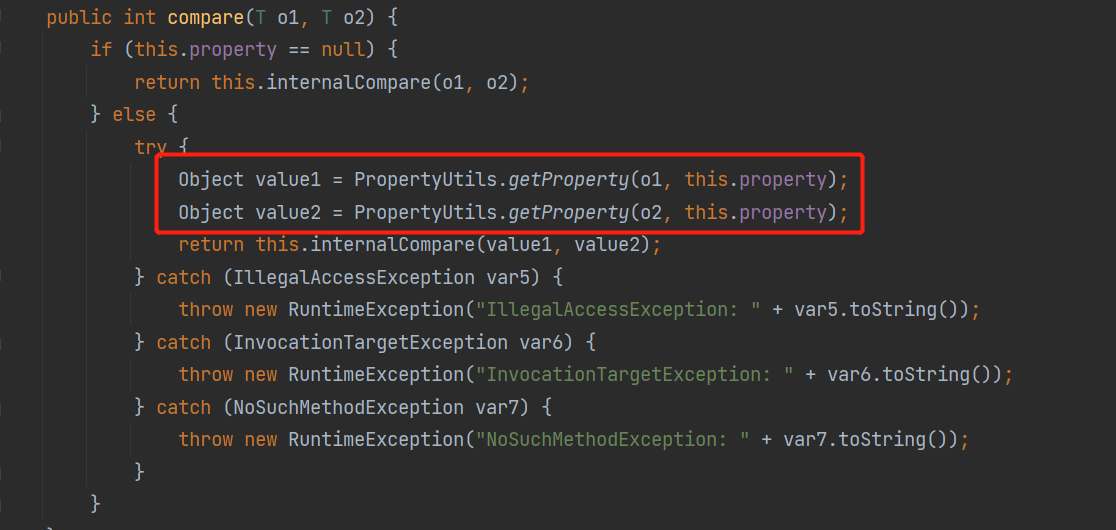 public int compare(T o1, T o2) {
if (this.property == null) {
return this.internalCompare(o1, o2);
} else {
try {
Object value1 = PropertyUtils.getProperty(o1, this.property);
Object value2 = PropertyUtils.getProperty(o2, this.property);
return this.internalCompare(value1, value2);
} catch (IllegalAccessException var5) {
throw new RuntimeException("IllegalAccessException: " + var5.toString());
} catch (InvocationTargetException var6) {
throw new RuntimeException("InvocationTargetException: " + var6.toString());
} catch (NoSuchMethodException var7) {
throw new RuntimeException("NoSuchMethodException: " + var7.toString());
}
}